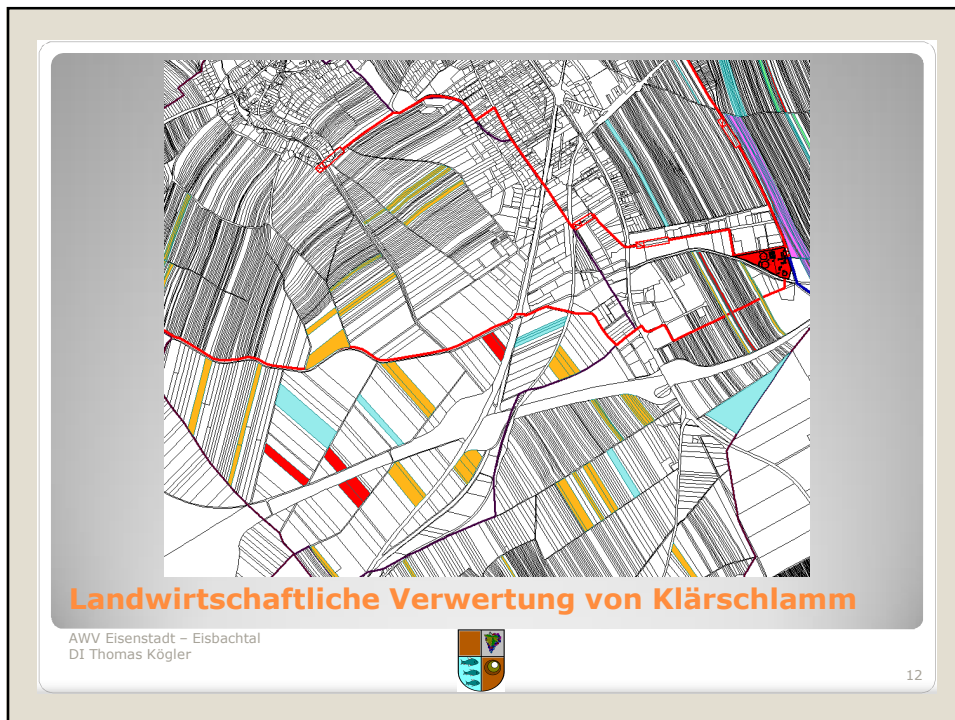 Landwirtschaftliche Verwertung von Klärschlamm
AWV Eisenstadt – Eisbachtal
DI Thomas Kögler
12